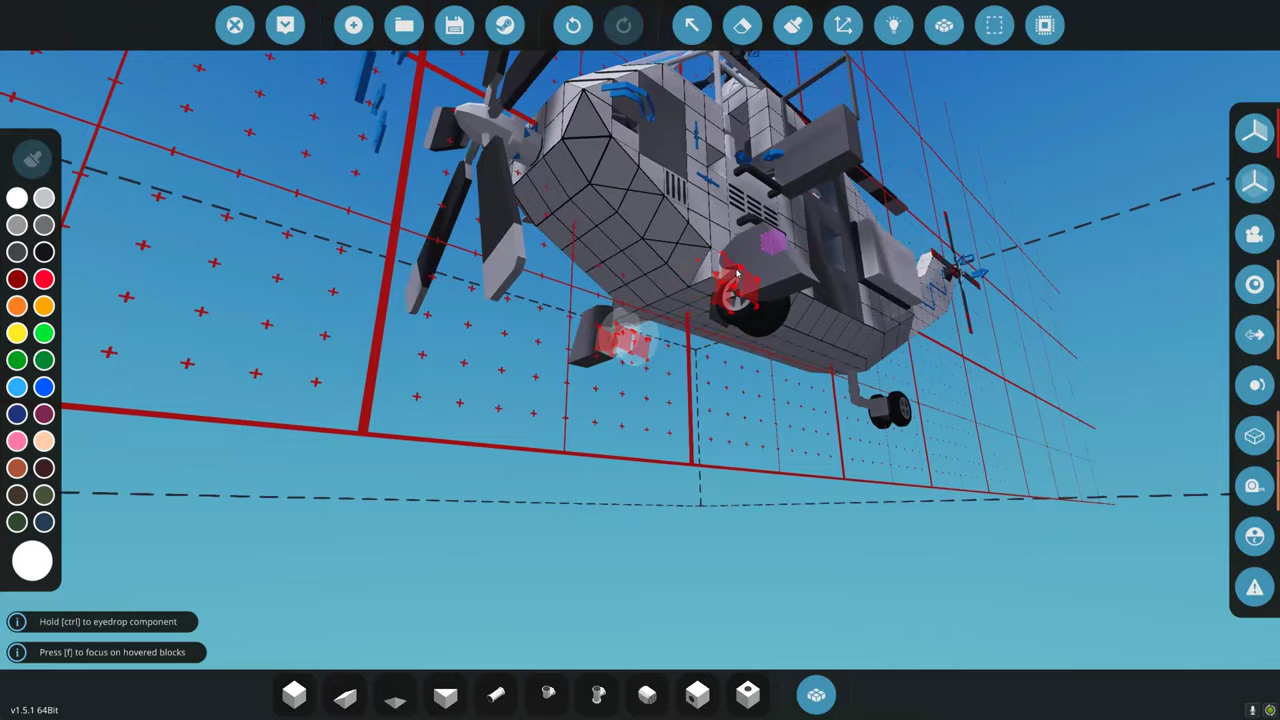 Hold [ctrl] to eyedrop component
Press [f] to focus on hovered blocks
v1.5.1 64Bit